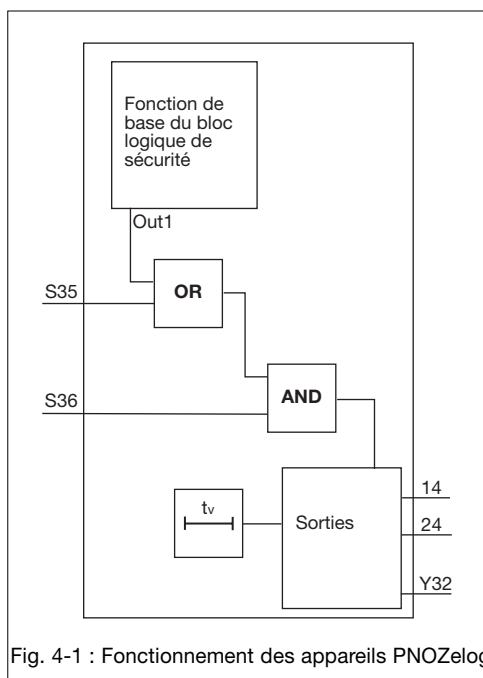 Fonction de
base du bloc
logique de
sécurité
Out1
S35
OR
S36
AND
tv
Sorties
14
24
Y32
Fig. 4-1 : Fonctionnement des appareils PNOZelog